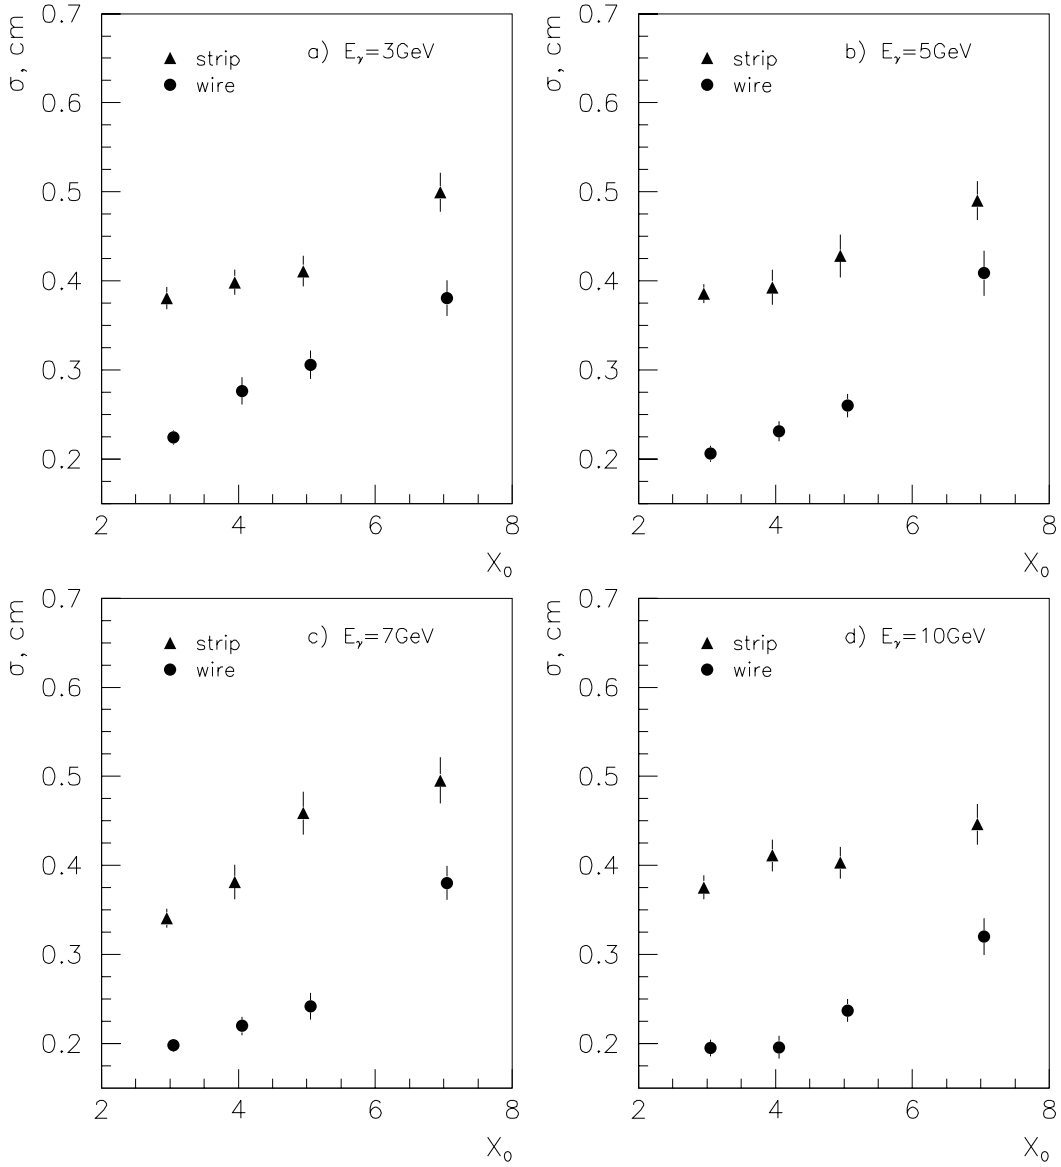 σ, cm
0.7
0.6
0.5
0.4
0.3
0.2
strip
wire
a) Eγ=3GeV
2 4 6 8
X0
σ, cm
0.7
0.6
0.5
0.4
0.3
0.2
strip
wire
b) Eγ=5GeV
2 4 6 8
X0
σ, cm
0.7
0.6
0.5
0.4
0.3
0.2
strip
wire
c) Eγ=7GeV
2 4 6 8
X0
σ, cm
0.7
0.6
0.5
0.4
0.3
0.2
strip
wire
d) Eγ=10GeV
2 4 6 8
X0